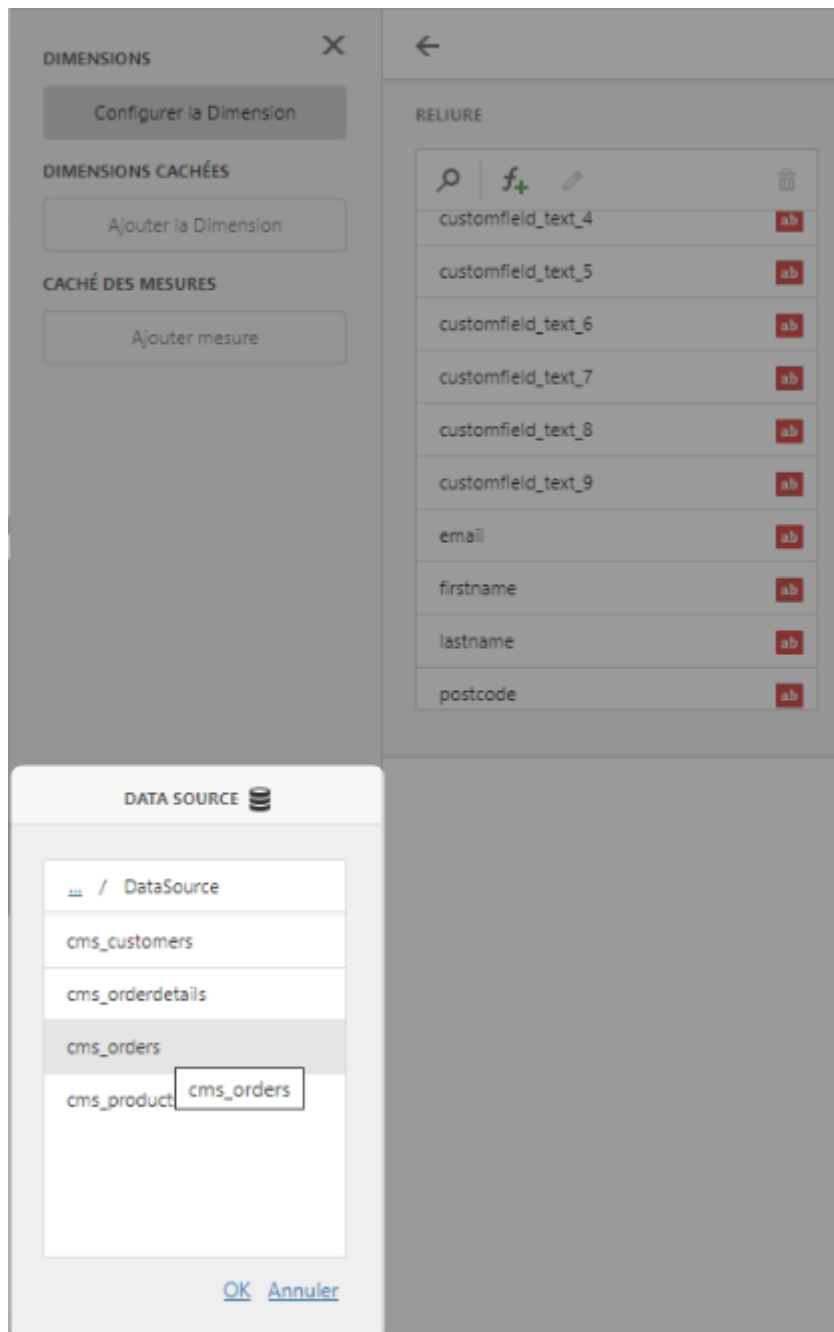 DIMENSIONS
Configurer la Dimension
DIMENSIONS CACHÉES
Ajouter la Dimension
CACHÉ DES MESURES
Ajouter mesure
RELIURE
customfield_text_4 ab
customfield_text_5 ab
customfield_text_6 ab
customfield_text_7 ab
customfield_text_8 ab
customfield_text_9 ab
email ab
firstname ab
lastname ab
postcode ab
DATA SOURCE
... / DataSource
cms_customers
cms_orderdetails
cms_orders
cms_orders
cms_product
OK Annuler